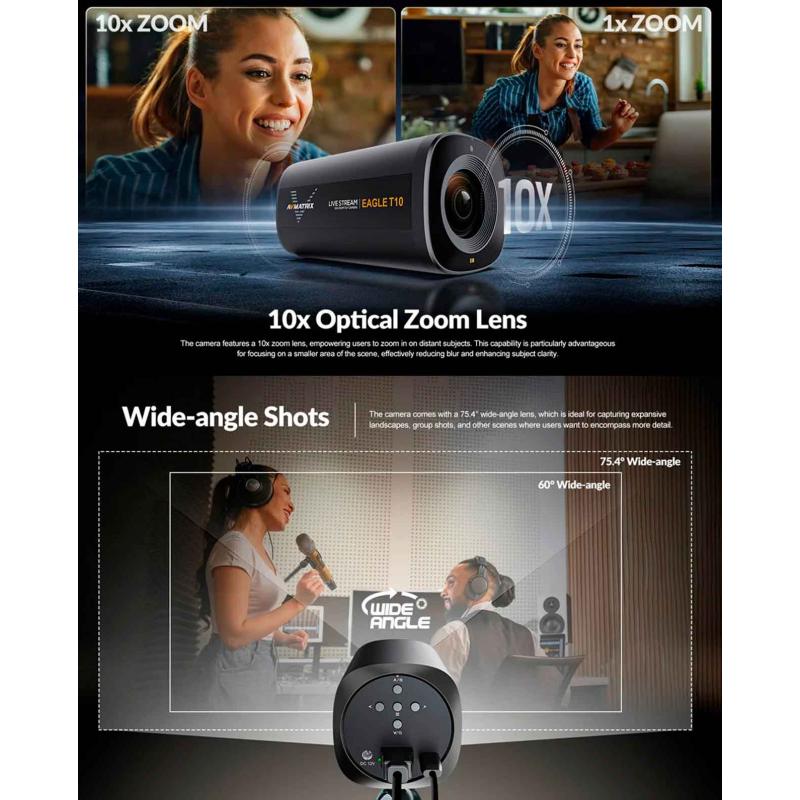 10x ZOOM
1x ZOOM
AVMATRIX
LIVE STREAM | EAGLE T10
10X
10x Optical Zoom Lens
The camera features a 10x zoom lens, empowering users to zoom in on distant subjects. This capability is particularly advantageous
for focusing on a smaller area of the scene, effectively reducing blur and enhancing subject clarity.
Wide-angle Shots
The camera comes with a 75.4° wide-angle lens, which is ideal for capturing expansive
landscapes, group shots, and other scenes where users want to encompass more detail.
75.4° Wide-angle
60° Wide-angle
WIDE
ANGLE
DC 12V